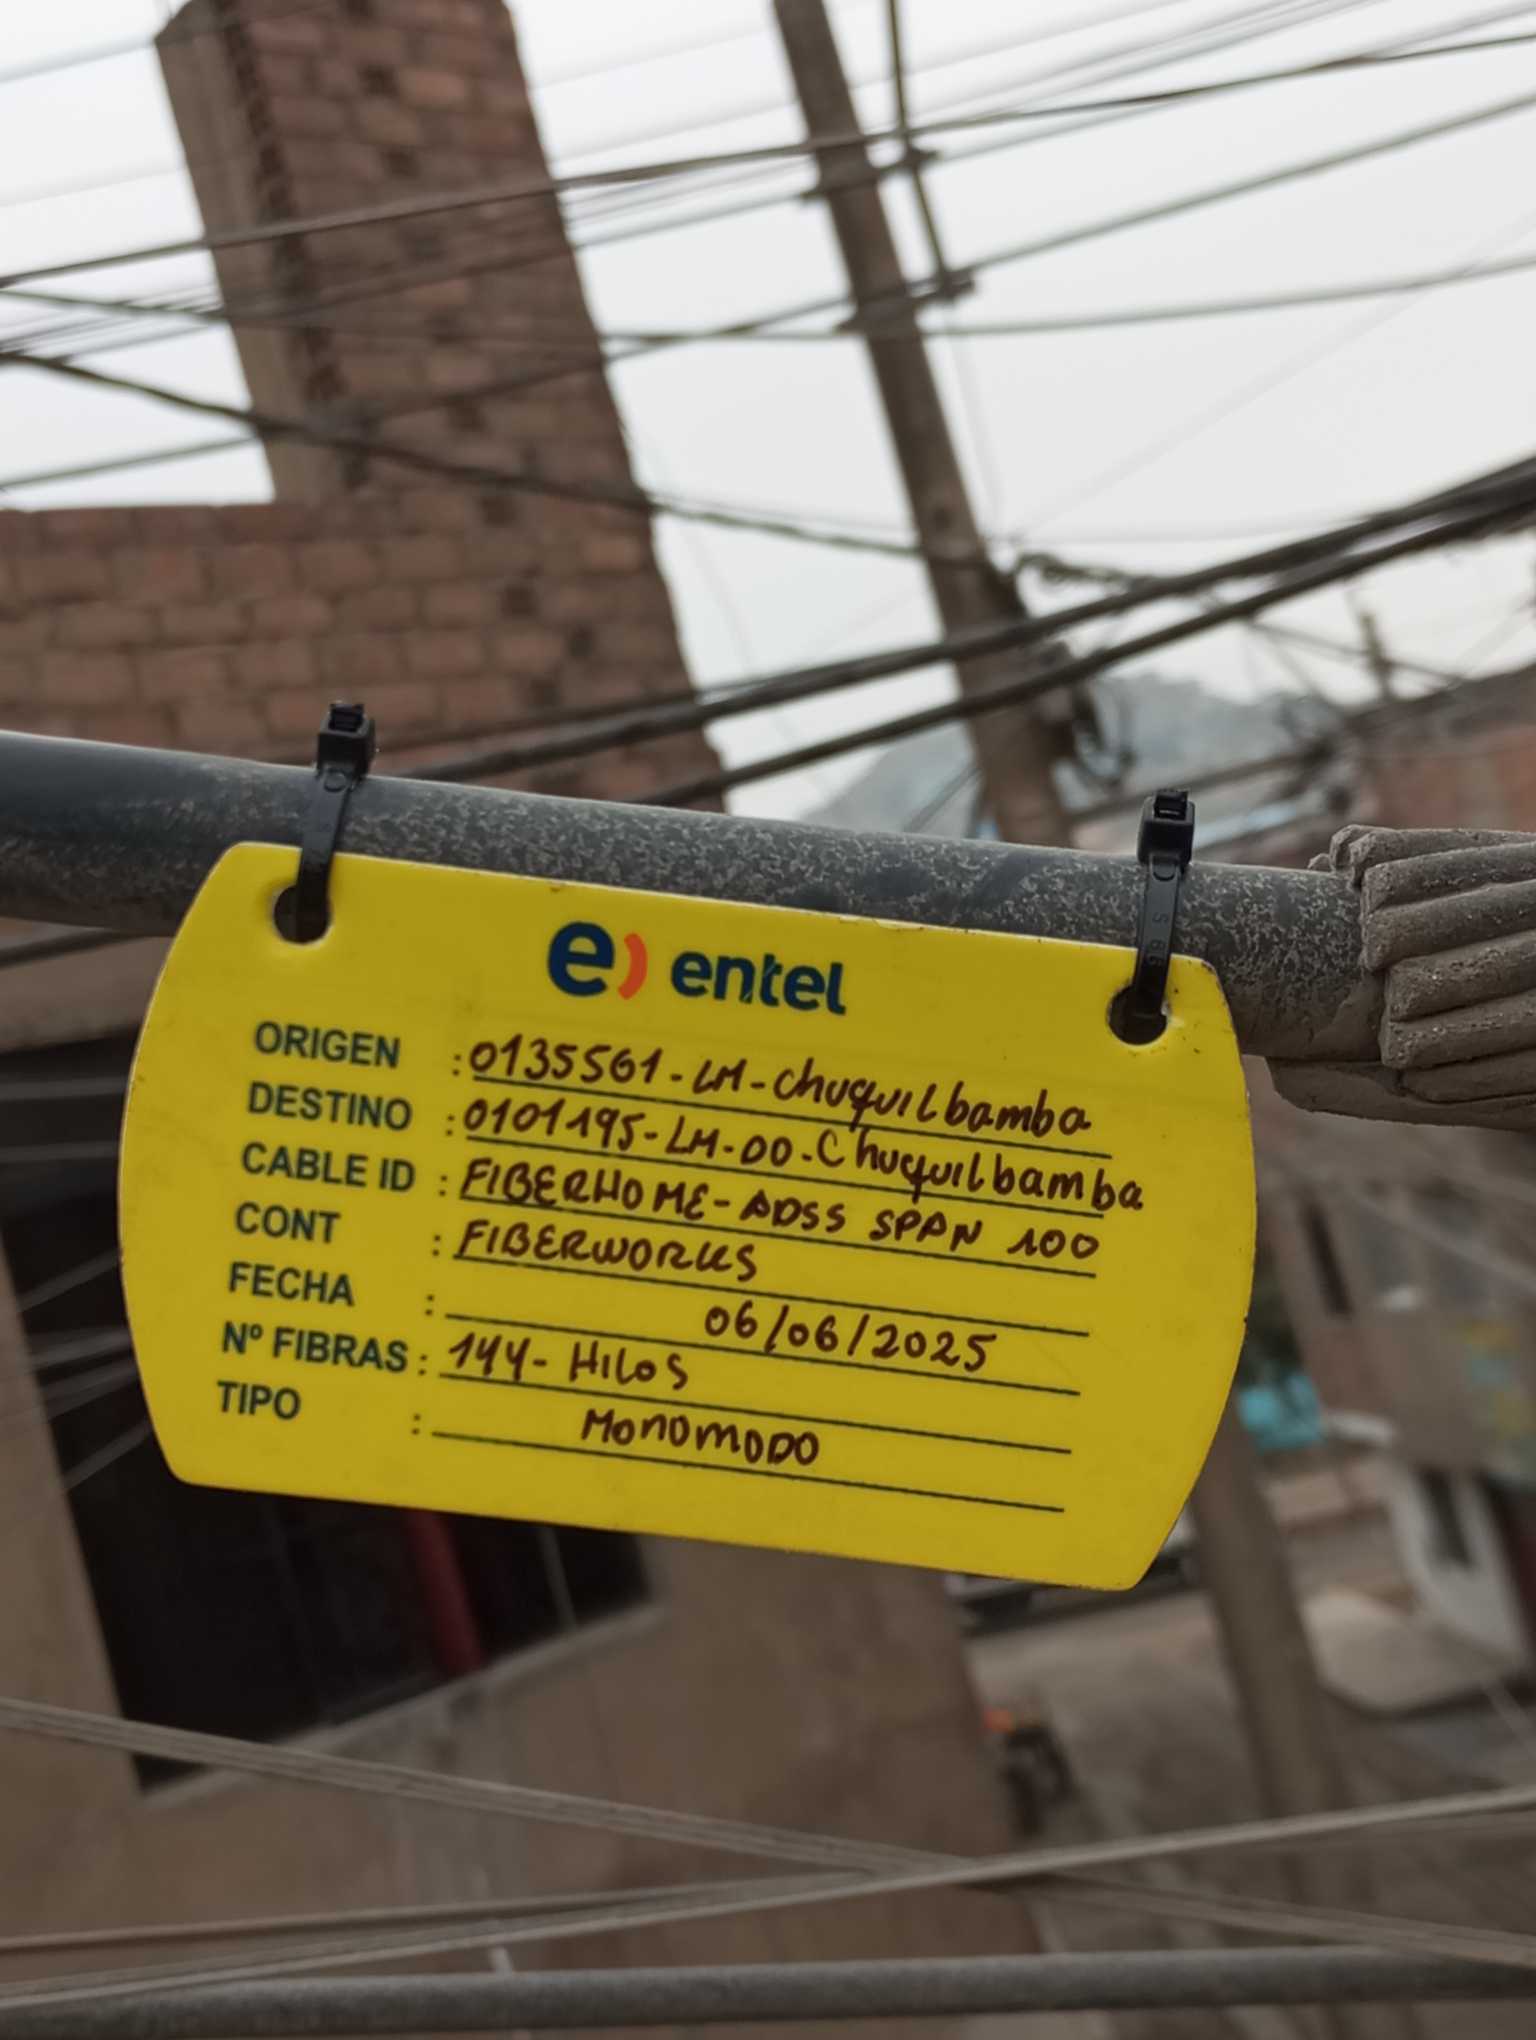 e) entel
ORIGEN : 0135561-LM-Chuquilbamba
DESTINO : 0101195-LM-DO-Chuquilbamba
CABLE ID : FIBERHOME-ADSS SPAN 100
CONT : FIBERWORKS
FECHA : 06/06/2025
Nº FIBRAS : 144- HILOS
TIPO : MONOMODO